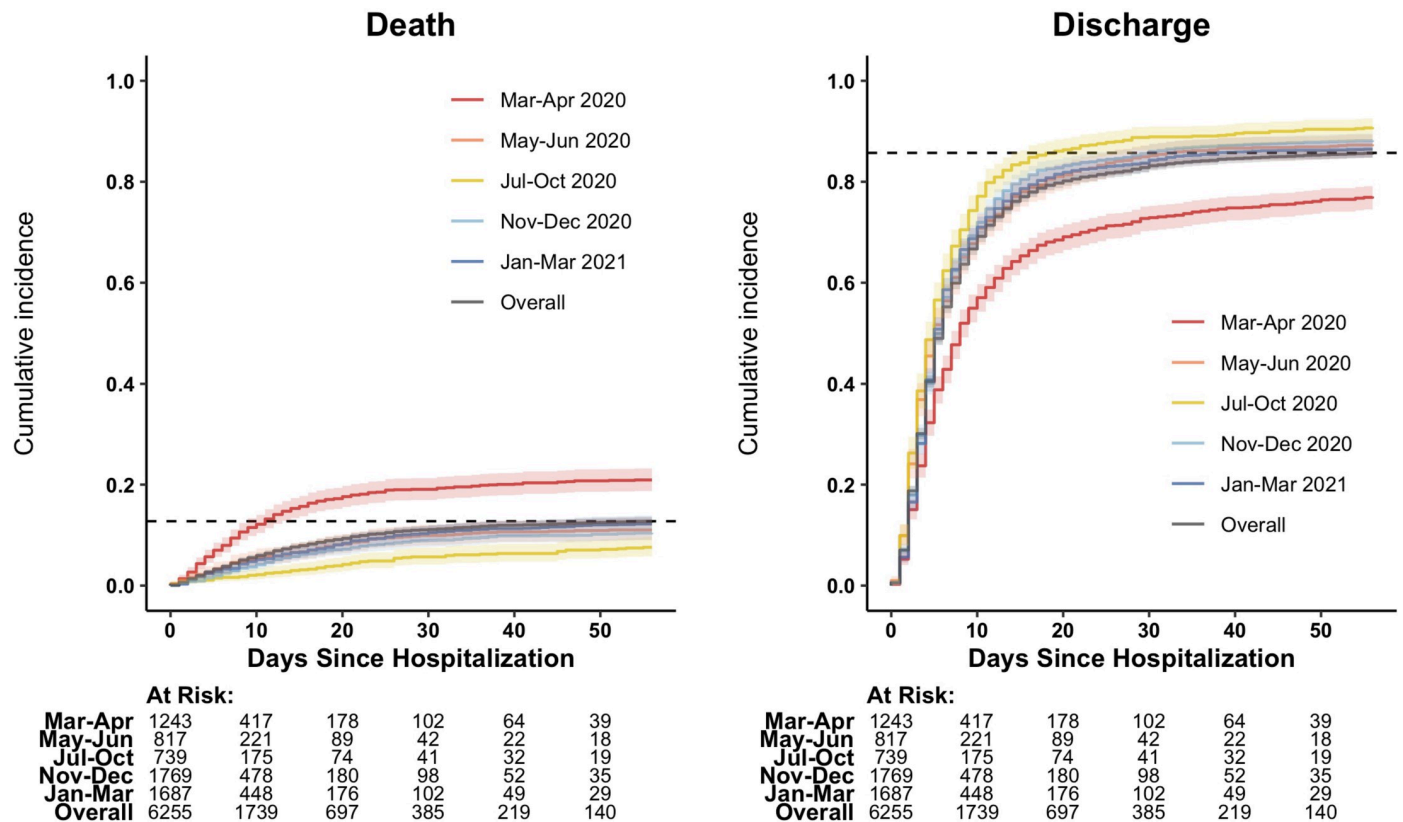 Death
Cumulative incidence
1.0
0.8
0.6
0.4
0.2
0.0
Mar-Apr 2020
May-Jun 2020
Jul-Oct 2020
Nov-Dec 2020
Jan-Mar 2021
Overall
0 10 20 30 40 50
Days Since Hospitalization
At Risk:
Mar-Apr 1243 417 178 102 64 39
May-Jun 817 221 89 42 22 18
Jul-Oct 739 175 74 41 32 19
Nov-Dec 1769 478 180 98 52 35
Jan-Mar 1687 448 176 102 49 29
Overall 6255 1739 697 385 219 140
Discharge
Cumulative incidence
1.0
0.8
0.6
0.4
0.2
0.0
Mar-Apr 2020
May-Jun 2020
Jul-Oct 2020
Nov-Dec 2020
Jan-Mar 2021
Overall
0 10 20 30 40 50
Days Since Hospitalization
At Risk:
Mar-Apr 1243 417 178 102 64 39
May-Jun 817 221 89 42 22 18
Jul-Oct 739 175 74 41 32 19
Nov-Dec 1769 478 180 98 52 35
Jan-Mar 1687 448 176 102 49 29
Overall 6255 1739 697 385 219 140